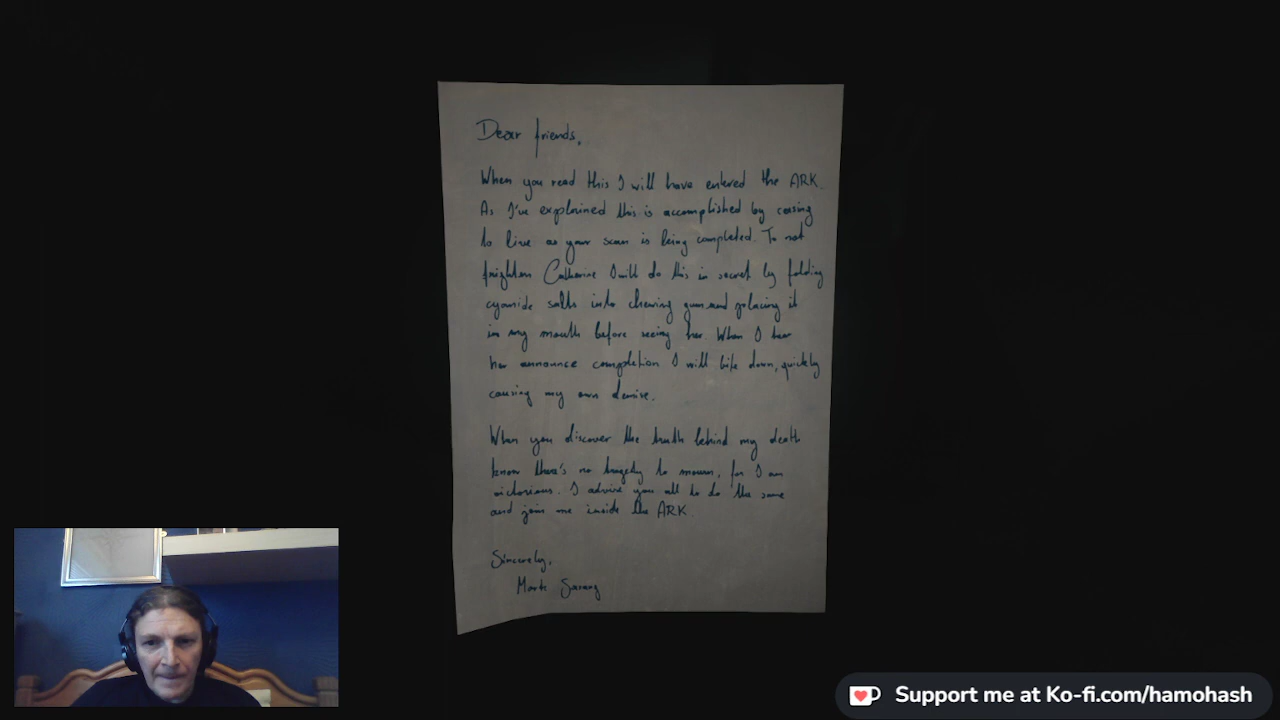 Dear friends,
When you read this I will have entered the ARK.
As I've explained this is accomplished by ceasing
to live as your scan is being completed. To not
frighten Catherine I will do this in secret by folding
cyanide salts into chewing gum and placing it
in my mouth before seeing her. When I hear
her announce completion I will bite down, quickly
causing my own demise.
When you discover the truth behind my death
know there's no tragedy to mourn, for I am
victorious. I advise you all to do the same
and join me inside the ARK.
Sincerely,
Mark Sarang
Support me at Ko-fi.com/hamohash